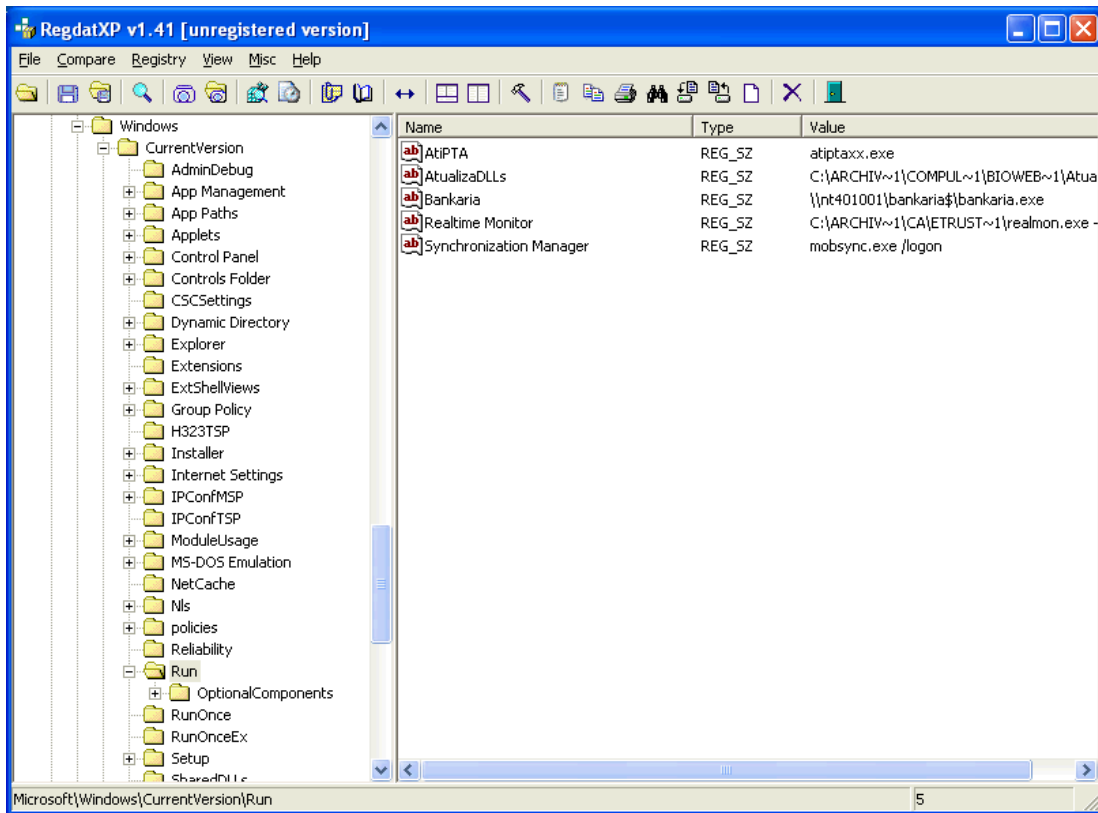 RegdatXP v1.41 [unregistered version]
File Compare Registry View Misc Help
Windows
CurrentVersion
AdminDebug
App Management
App Paths
Applets
Control Panel
Controls Folder
CSCSettings
Dynamic Directory
Explorer
Extensions
ExtShellViews
Group Policy
H323TSP
Installer
Internet Settings
IPConfMSP
IPConfTSP
ModuleUsage
MS-DOS Emulation
NetCache
Nls
policies
Reliability
Run
OptionalComponents
RunOnce
RunOnceEx
Setup
SharedDLLs
Name Type Value
AtiPTA REG_SZ atiptaxx.exe
AtualizaDLLs REG_SZ C:\ARCHIV~1\COMPUL~1\BIOWEB~1\Atua
Bankaria REG_SZ \\nt401001\bankaria$\bankaria.exe
Realtime Monitor REG_SZ C:\ARCHIV~1\CA\ETRUST~1\realmon.exe -
Synchronization Manager REG_SZ mobsync.exe /logon
Microsoft\Windows\CurrentVersion\Run 5